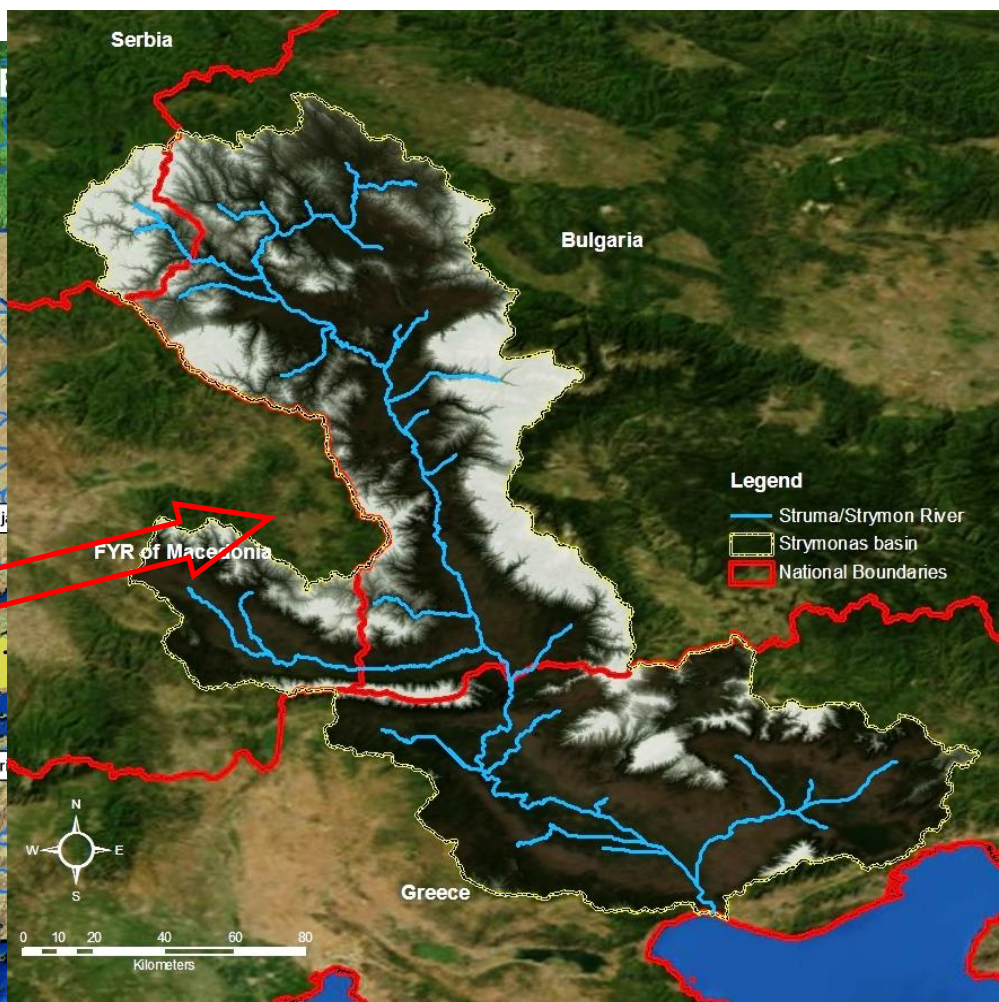 Serbia
Bulgaria
Legend
Struma/Strymon River
Strymonas basin
National Boundaries
FYR of Macedonia
N
W
E
S
Greece
0 10 20 40 60 80
Kilometers